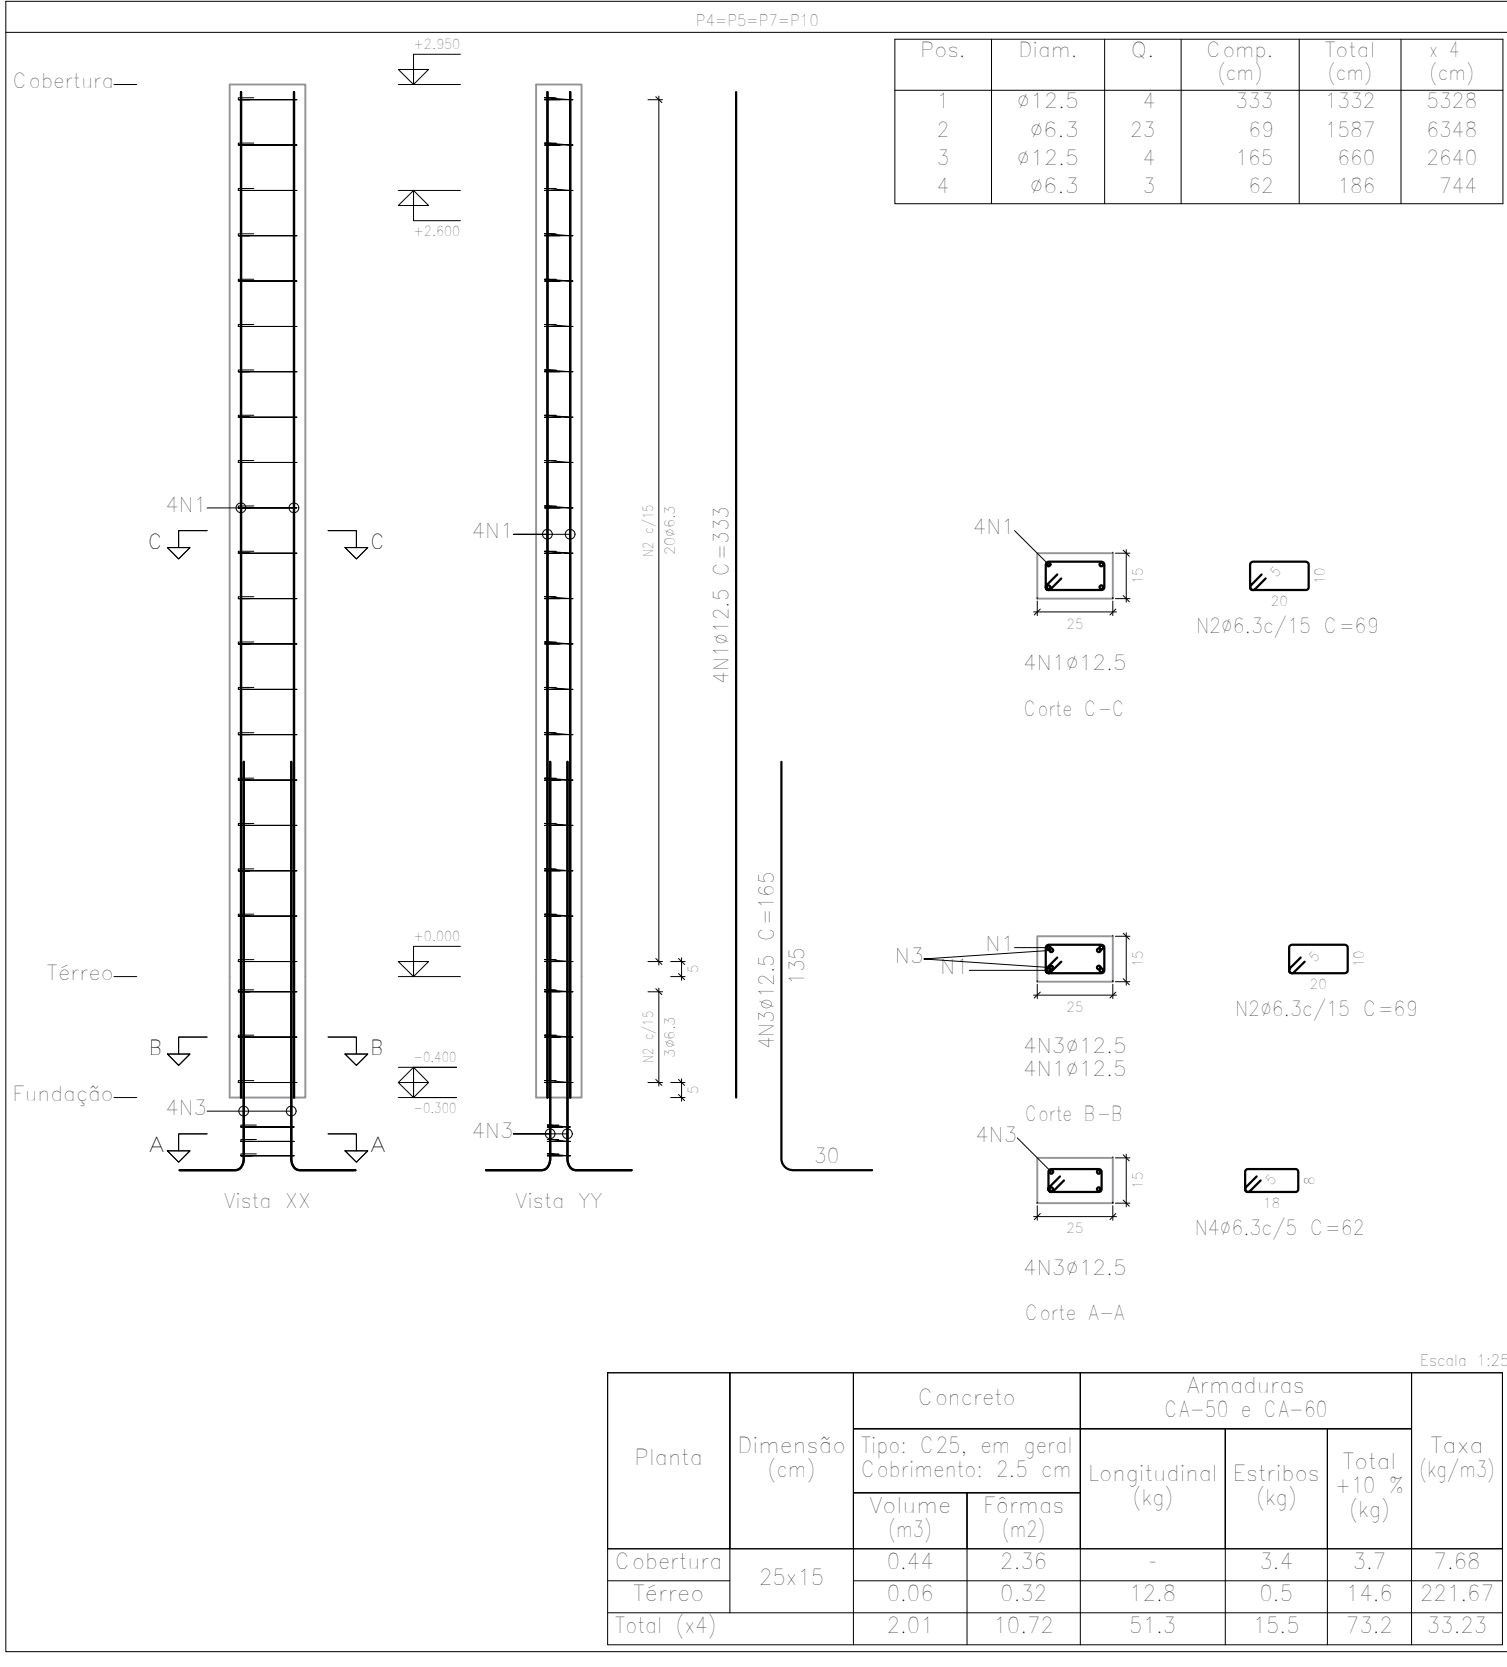 P4=P5=P7=P10
Pos. Diam. Q. Comp. (cm) Total (cm) x 4 (cm)
1 ø12.5 4 333 1332 5328
2 ø6.3 23 69 1587 6348
3 ø12.5 4 165 660 2640
4 ø6.3 3 62 186 744
+2.950
Cobertura
+2.600
4N1
C C
4N1
N2 c/15
20ø6.3
4N1ø12.5 C=333
4N1
15
25
4N1ø12.5
Corte C-C
5
10
20
N2ø6.3c/15 C=69
+0.000
Térreo
5
N2 c/15
3ø6.3
5
B B
-0.400
Fundação
-0.300
4N3
4N3
A A
Vista XX
Vista YY
4N3ø12.5 C=165
135
30
N1
N3
N1
15
25
4N3ø12.5
4N1ø12.5
Corte B-B
5
10
20
N2ø6.3c/15 C=69
4N3
15
25
4N3ø12.5
Corte A-A
5
8
18
N4ø6.3c/5 C=62
Escala 1:25
Planta
Dimensão
(cm)
Concreto
Tipo: C25, em geral
Cobrimento: 2.5 cm
Volume
(m3)
Fôrmas
(m2)
Armaduras
CA-50 e CA-60
Longitudinal
(kg)
Estribos
(kg)
Total
+10 %
(kg)
Taxa
(kg/m3)
Cobertura 25x15 0.44 2.36 - 3.4 3.7 7.68
Térreo 0.06 0.32 12.8 0.5 14.6 221.67
Total (x4) 2.01 10.72 51.3 15.5 73.2 33.23